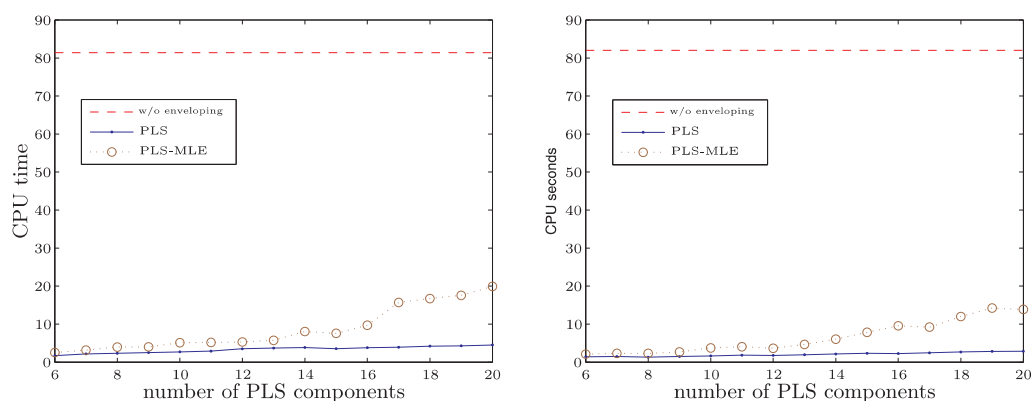 90
80
70
60
50
40
30
20
10
0
CPU time
w/o enveloping
PLS
PLS-MLE
6 8 10 12 14 16 18 20
number of PLS components
90
80
70
60
50
40
30
20
10
0
CPU seconds
w/o enveloping
PLS
PLS-MLE
6 8 10 12 14 16 18 20
number of PLS components